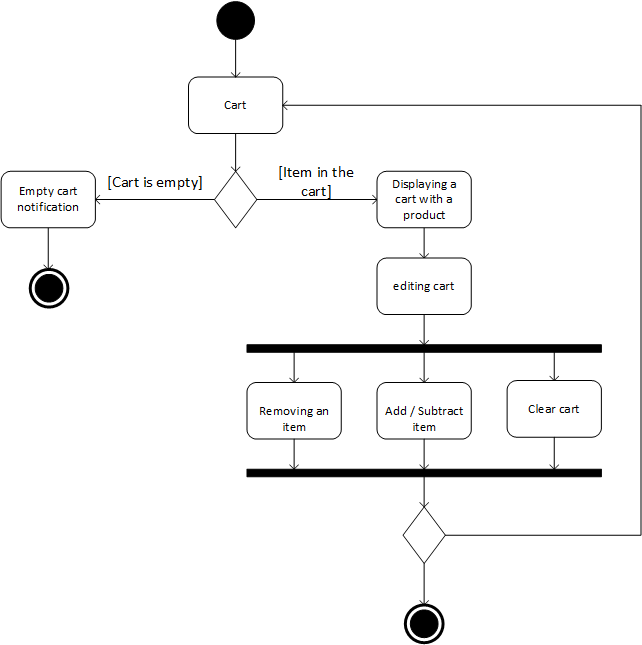 Cart
[Cart is empty]
[Item in the
cart]
Empty cart
notification
Displaying a
cart with a
product
editing cart
Removing an
item
Add / Subtract
item
Clear cart